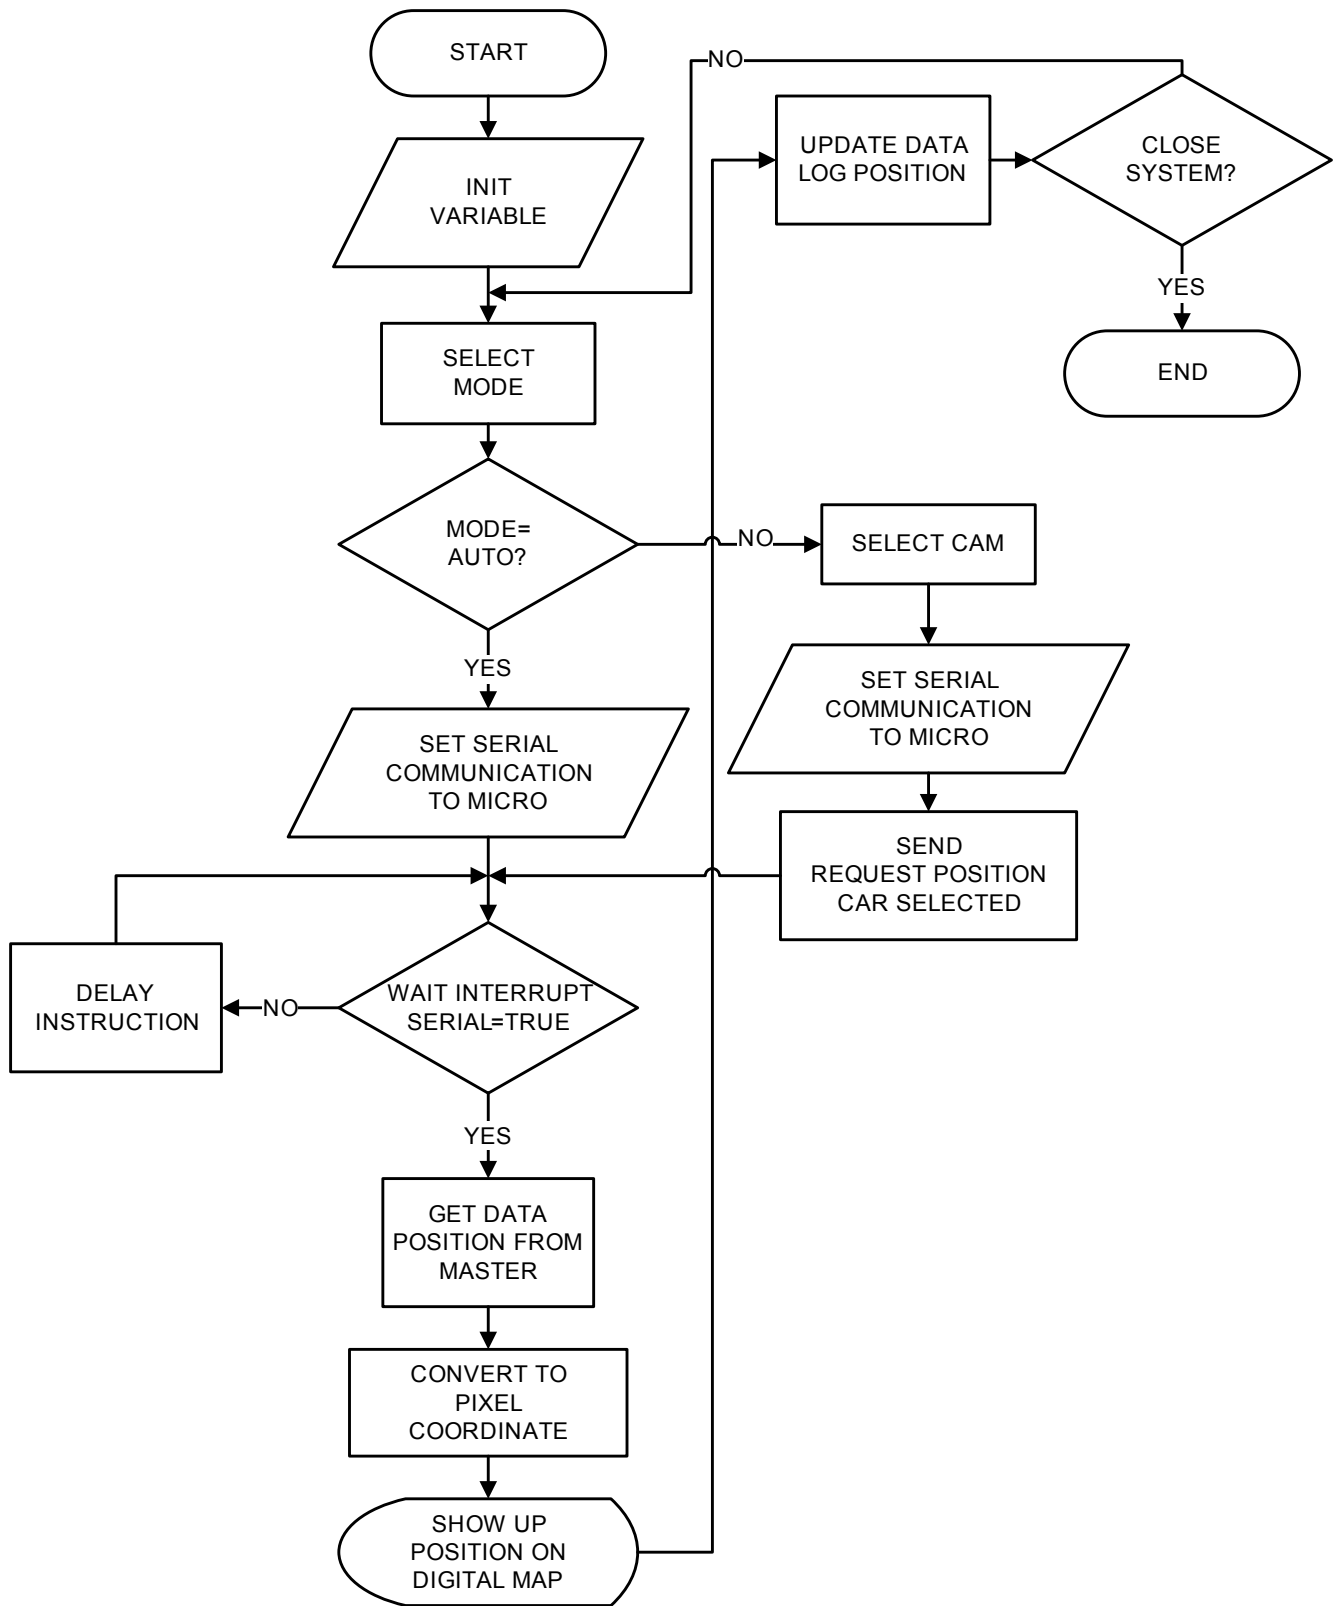 START
INIT
VARIABLE
SELECT
MODE
MODE=
AUTO?
NO
SELECT CAM
SET SERIAL
COMMUNICATION
TO MICRO
SEND
REQUEST POSITION
CAR SELECTED
YES
SET SERIAL
COMMUNICATION
TO MICRO
WAIT INTERRUPT
SERIAL=TRUE
NO
DELAY
INSTRUCTION
YES
GET DATA
POSITION FROM
MASTER
CONVERT TO
PIXEL
COORDINATE
SHOW UP
POSITION ON
DIGITAL MAP
UPDATE DATA
LOG POSITION
CLOSE
SYSTEM?
NO
YES
END